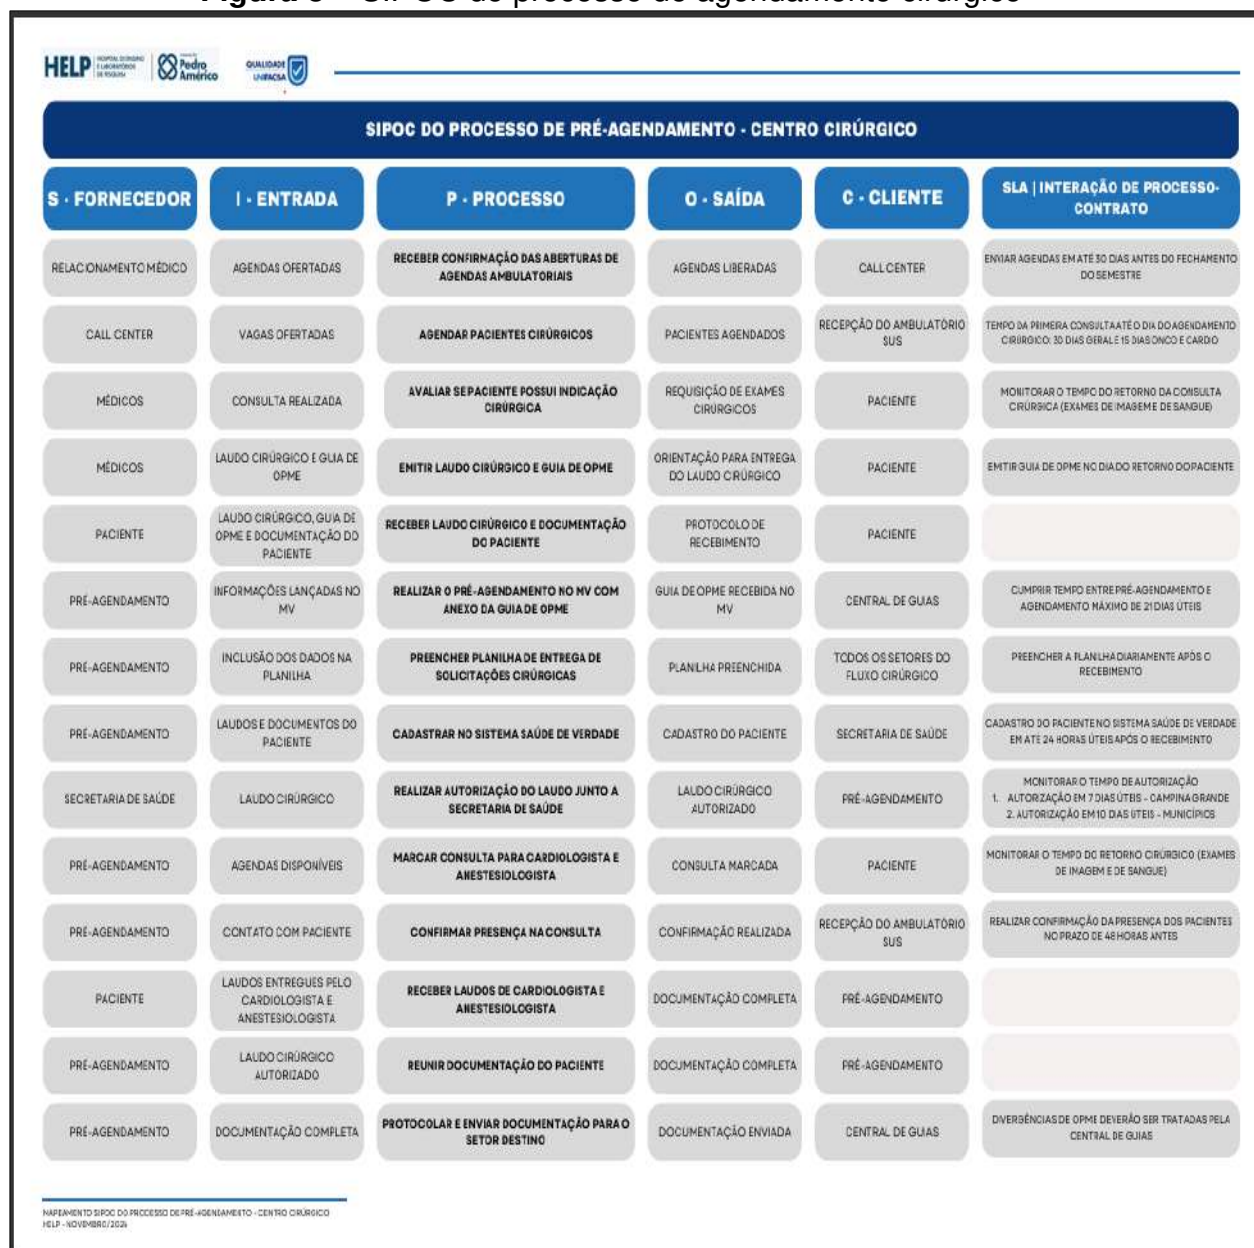 HELP HOSPITAL DE ENSINO
E LABORATÓRIOS
DE PESQUISA
Pedro
Américo
QUALIDADE
UNIFACISA
SIPOC DO PROCESSO DE PRÉ-AGENDAMENTO - CENTRO CIRÚRGICO
S - FORNECEDOR
I - ENTRADA
P - PROCESSO
O - SAÍDA
C - CLIENTE
SLA | INTERAÇÃO DE PROCESSO-
CONTRATO
RELACIONAMENTO MÉDICO
AGENDAS OFERTADAS
RECEBER CONFIRMAÇÃO DAS ABERTURAS DE
AGENDAS AMBULATORIAIS
AGENDAS LIBERADAS
CALL CENTER
ENVIAR AGENDAS EM ATÉ 30 DIAS ANTES DO FECHAMENTO
DO SEMESTRE
CALL CENTER
VAGAS OFERTADAS
AGENDAR PACIENTES CIRÚRGICOS
PACIENTES AGENDADOS
RECEPÇÃO DO AMBULATÓRIO
SUS
TEMPO DA PRIMEIRA CONSULTA ATÉ O DIA DO AGENDAMENTO
CIRÚRGICO: 30 DIAS GERAL E 15 DIAS ONCO E CARDIO
MÉDICOS
CONSULTA REALIZADA
AVALIAR SE PACIENTE POSSUI INDICAÇÃO
CIRÚRGICA
REQUISIÇÃO DE EXAMES
CIRÚRGICOS
PACIENTE
MONITORAR O TEMPO DO RETORNO DA CONSULTA
CIRÚRGICA (EXAMES DE IMAGEM E DE SANGUE)
MÉDICOS
LAUDO CIRÚRGICO E GUIA DE
OPME
EMITIR LAUDO CIRÚRGICO E GUIA DE OPME
ORIENTAÇÃO PARA ENTREGA
DO LAUDO CIRÚRGICO
PACIENTE
EMITIR GUIA DE OPME NO DIA DO RETORNO DO PACIENTE
PACIENTE
LAUDO CIRÚRGICO, GUIA DE
OPME E DOCUMENTAÇÃO DO
PACIENTE
RECEBER LAUDO CIRÚRGICO E DOCUMENTAÇÃO
DO PACIENTE
PROTOCOLO DE
RECEBIMENTO
PACIENTE
PRÉ-AGENDAMENTO
INFORMAÇÕES LANÇADAS NO
MV
REALIZAR O PRÉ-AGENDAMENTO NO MV COM
ANEXO DA GUIA DE OPME
GUIA DE OPME RECEBIDA NO
MV
CENTRAL DE GUIAS
CUMPRIR TEMPO ENTRE PRÉ-AGENDAMENTO E
AGENDAMENTO MÁXIMO DE 21 DIAS ÚTEIS
PRÉ-AGENDAMENTO
INCLUSÃO DOS DADOS NA
PLANILHA
PREENCHER PLANILHA DE ENTREGA DE
SOLICITAÇÕES CIRÚRGICAS
PLANILHA PREENCHIDA
TODOS OS SETORES DO
FLUXO CIRÚRGICO
PREENCHER A PLANILHA DIARIAMENTE APÓS O
RECEBIMENTO
PRÉ-AGENDAMENTO
LAUDOS E DOCUMENTOS DO
PACIENTE
CADASTRAR NO SISTEMA SAÚDE DE VERDADE
CADASTRO DO PACIENTE
SECRETARIA DE SAÚDE
CADASTRO DO PACIENTE NO SISTEMA SAÚDE DE VERDADE
EM ATÉ 24 HORAS ÚTEIS APÓS O RECEBIMENTO
SECRETARIA DE SAÚDE
LAUDO CIRÚRGICO
REALIZAR AUTORIZAÇÃO DO LAUDO JUNTO A
SECRETARIA DE SAÚDE
LAUDO CIRÚRGICO
AUTORIZADO
PRÉ-AGENDAMENTO
MONITORAR O TEMPO DE AUTORIZAÇÃO
1. AUTORIZAÇÃO EM 7 DIAS ÚTEIS - CAMPINA GRANDE
2. AUTORIZAÇÃO EM 10 DIAS ÚTEIS - MUNICÍPIOS
PRÉ-AGENDAMENTO
AGENDAS DISPONÍVEIS
MARCAR CONSULTA PARA CARDIOLOGISTA E
ANESTESIOLOGISTA
CONSULTA MARCADA
PACIENTE
MONITORAR O TEMPO DO RETORNO CIRÚRGICO (EXAMES
DE IMAGEM E DE SANGUE)
PRÉ-AGENDAMENTO
CONTATO COM PACIENTE
CONFIRMAR PRESENÇA NA CONSULTA
CONFIRMAÇÃO REALIZADA
RECEPÇÃO DO AMBULATÓRIO
SUS
REALIZAR CONFIRMAÇÃO DA PRESENÇA DOS PACIENTES
NO PRAZO DE 48 HORAS ANTES
PACIENTE
LAUDOS ENTREGUES PELO
CARDIOLOGISTA E
ANESTESIOLOGISTA
RECEBER LAUDOS DE CARDIOLOGISTA E
ANESTESIOLOGISTA
DOCUMENTAÇÃO COMPLETA
PRÉ-AGENDAMENTO
PRÉ-AGENDAMENTO
LAUDO CIRÚRGICO
AUTORIZADO
REUNIR DOCUMENTAÇÃO DO PACIENTE
DOCUMENTAÇÃO COMPLETA
PRÉ-AGENDAMENTO
PRÉ-AGENDAMENTO
DOCUMENTAÇÃO COMPLETA
PROTOCOLAR E ENVIAR DOCUMENTAÇÃO PARA O
SETOR DESTINO
DOCUMENTAÇÃO ENVIADA
CENTRAL DE GUIAS
DIVERGÊNCIAS DE OPME DEVERÃO SER TRATADAS PELA
CENTRAL DE GUIAS
MAPEAMENTO SIPOC DO PROCESSO DE PRÉ-AGENDAMENTO - CENTRO CIRÚRGICO
HELP - NOVEMBRO/2024